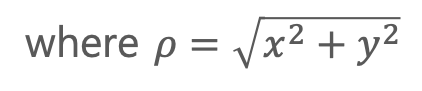 where ρ = √x² + y²